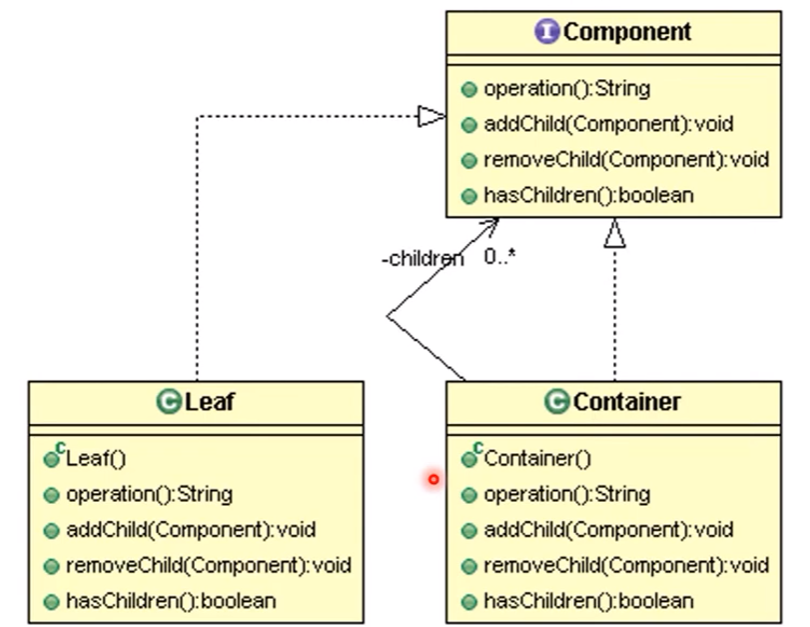 Component
operation():String
addChild(Component):void
removeChild(Component):void
hasChildren():boolean
-children 0..*
Leaf
Leaf()
operation():String
addChild(Component):void
removeChild(Component):void
hasChildren():boolean
Container
Container()
operation():String
addChild(Component):void
removeChild(Component):void
hasChildren():boolean